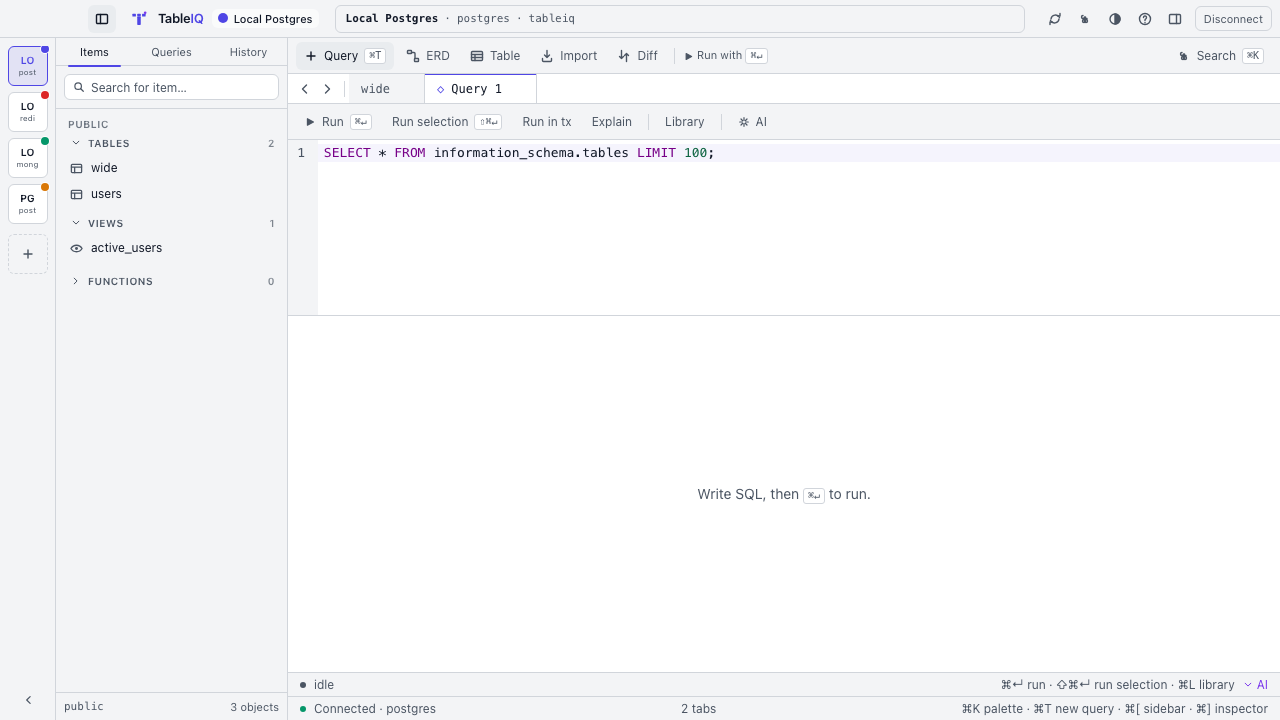 TableIQ Local Postgres Local Postgres · postgres · tableiq Disconnect
LO
post
LO
redi
LO
mong
PG
post
+
Items Queries History
Search for item...
PUBLIC
TABLES 2
wide
users
VIEWS 1
active_users
FUNCTIONS 0
public 3 objects
+ Query ⌘T ERD Table Import Diff Run with ⌘↵ Search ⌘K
wide Query 1
Run ⌘↵ Run selection ⇧⌘↵ Run in tx Explain Library AI
1 SELECT * FROM information_schema.tables LIMIT 100;
Write SQL, then ⌘↵ to run.
idle ⌘↵ run · ⇧⌘↵ run selection · ⌘L library AI
Connected · postgres 2 tabs ⌘K palette · ⌘T new query · ⌘[ sidebar · ⌘] inspector